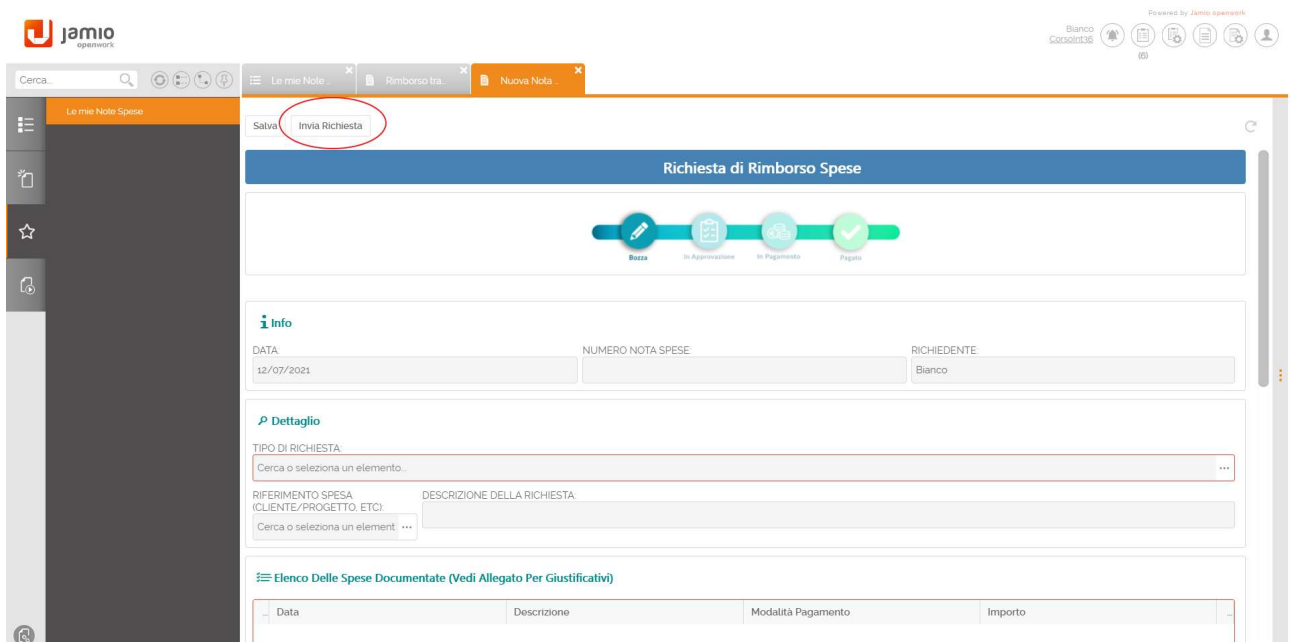 Powered by Jamio openwork
jamio
openwork
Bianco
Corsoint36
(6)
Cerca...
Le mie Note ...
Rimborso tra...
Nuova Nota ...
Le mie Note Spese
Salva
Invia Richiesta
Richiesta di Rimborso Spese
Bozza
In Approvazione
In Pagamento
Pagato
Info
DATA:
NUMERO NOTA SPESE:
RICHIEDENTE:
12/07/2021
Bianco
Dettaglio
TIPO DI RICHIESTA:
Cerca o seleziona un elemento...
RIFERIMENTO SPESA
(CLIENTE/PROGETTO, ETC):
DESCRIZIONE DELLA RICHIESTA:
Cerca o seleziona un element
Elenco Delle Spese Documentate (Vedi Allegato Per Giustificativi)
... Data Descrizione Modalità Pagamento Importo ...